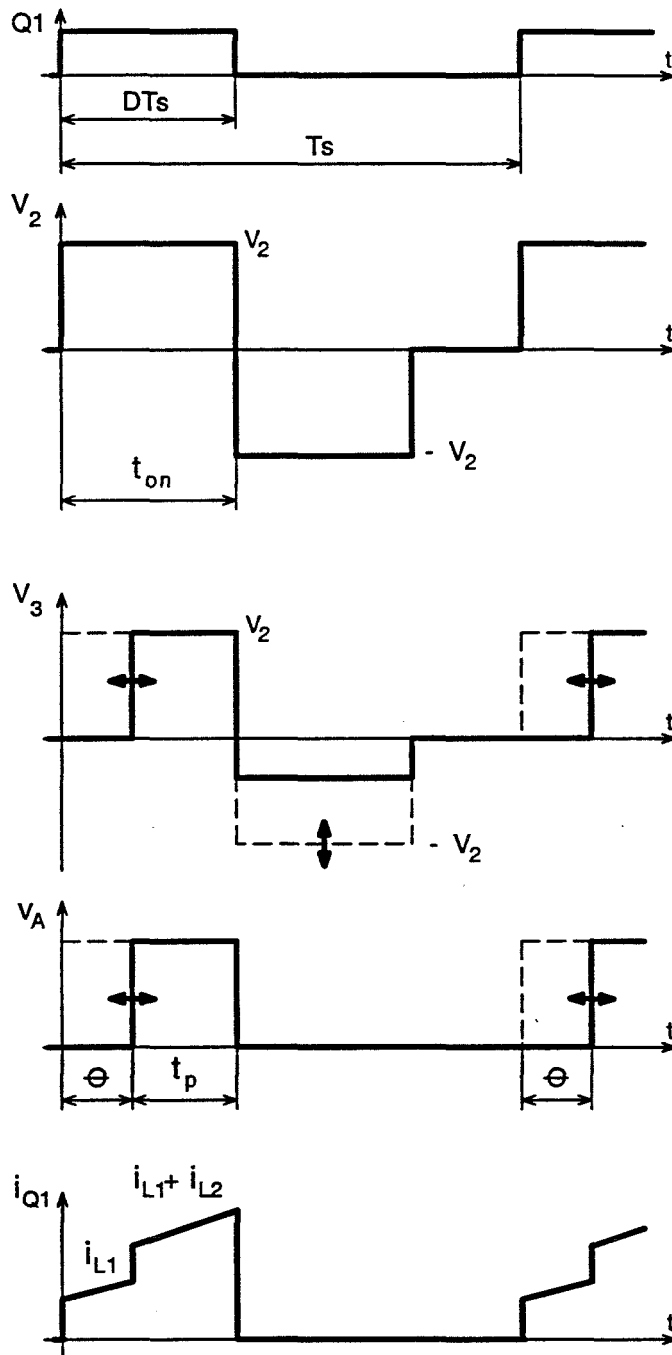 Q1
t
DTs
Ts
V2
V2
t
- V2
ton
V3
V2
t
- V2
vA
t
Θ tp Θ
iQ1
iL1+ iL2
iL1
t